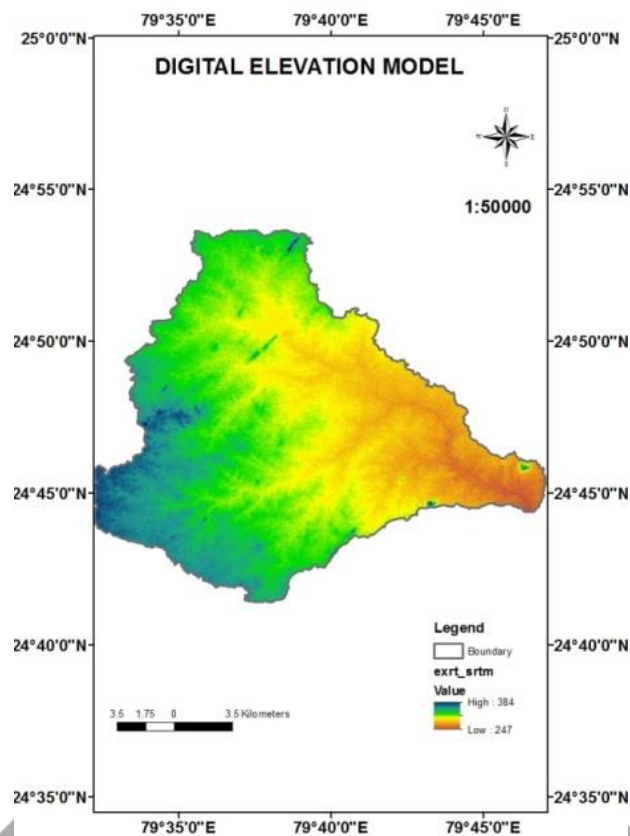 79°35'0"E 79°40'0"E 79°45'0"E
25°0'0"N 25°0'0"N
DIGITAL ELEVATION MODEL
N
W E
S
24°55'0"N 24°55'0"N
1:50000
24°50'0"N 24°50'0"N
24°45'0"N 24°45'0"N
24°40'0"N 24°40'0"N
Legend
Boundary
exrt_srtm
Value
High : 384
Low : 247
3.5 1.75 0 3.5 Kilometers
24°35'0"N 24°35'0"N
79°35'0"E 79°40'0"E 79°45'0"E